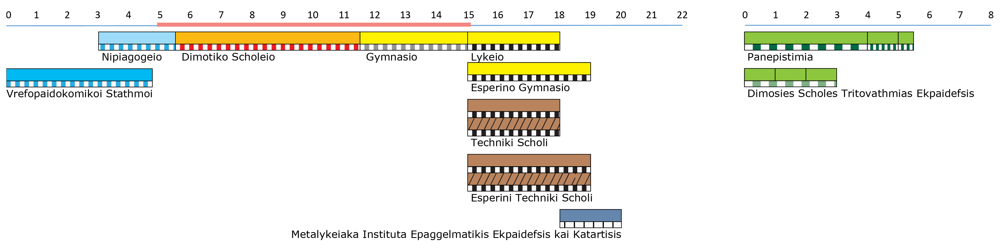 0 1 2 3 4 5 6 7 8 9 10 11 12 13 14 15 16 17 18 19 20 21 22 0 1 2 3 4 5 6 7 8
Nipiagogeio Dimotiko Scholeio Gymnasio Lykeio Panepistimia
Vrefopaidokomikoi Stathmoi Esperino Gymnasio Dimosies Scholes Tritovathmias Ekpaidefsis
Techniki Scholi
Esperini Techniki Scholi
Metalykeiaka Instituta Epaggelmatikis Ekpaidefsis kai Katartisis